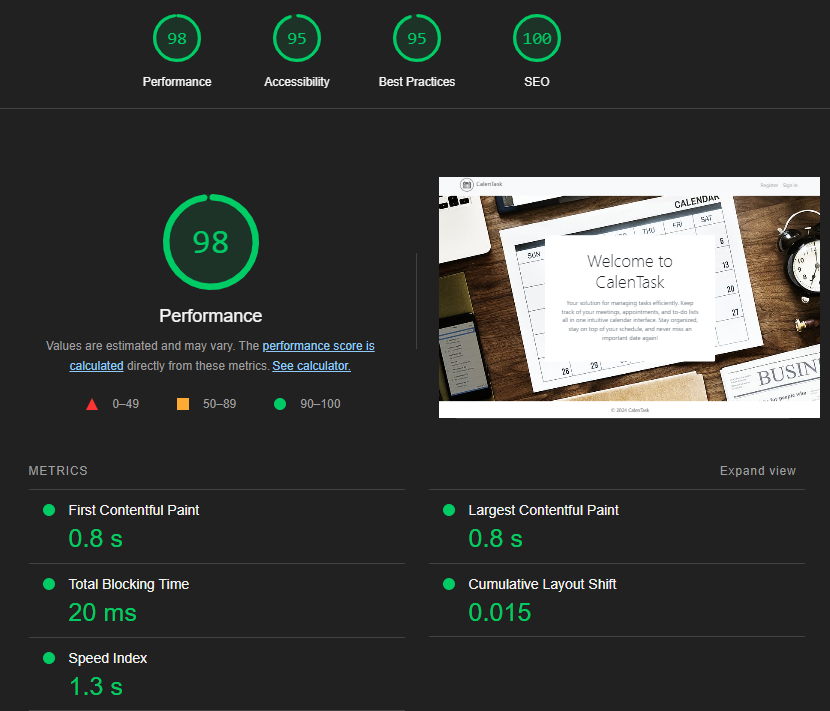 98
95
95
100
Performance
Accessibility
Best Practices
SEO
98
Performance
Values are estimated and may vary. The performance score is
calculated directly from these metrics. See calculator.
0–49
50–89
90–100
CalenTask
Register
Sign in
CALENDAR
SUN
THU
FRI
SAT
6
13
20
27
28
29
Welcome to
CalenTask
Your solution for managing tasks efficiently. Keep
track of your meetings, appointments, and to-do lists
all in one intuitive calendar interface. Stay organized,
stay on top of your schedule, and never miss an
important date again!
BUSIN
© 2024 CalenTask
METRICS
Expand view
First Contentful Paint
0.8 s
Largest Contentful Paint
0.8 s
Total Blocking Time
20 ms
Cumulative Layout Shift
0.015
Speed Index
1.3 s